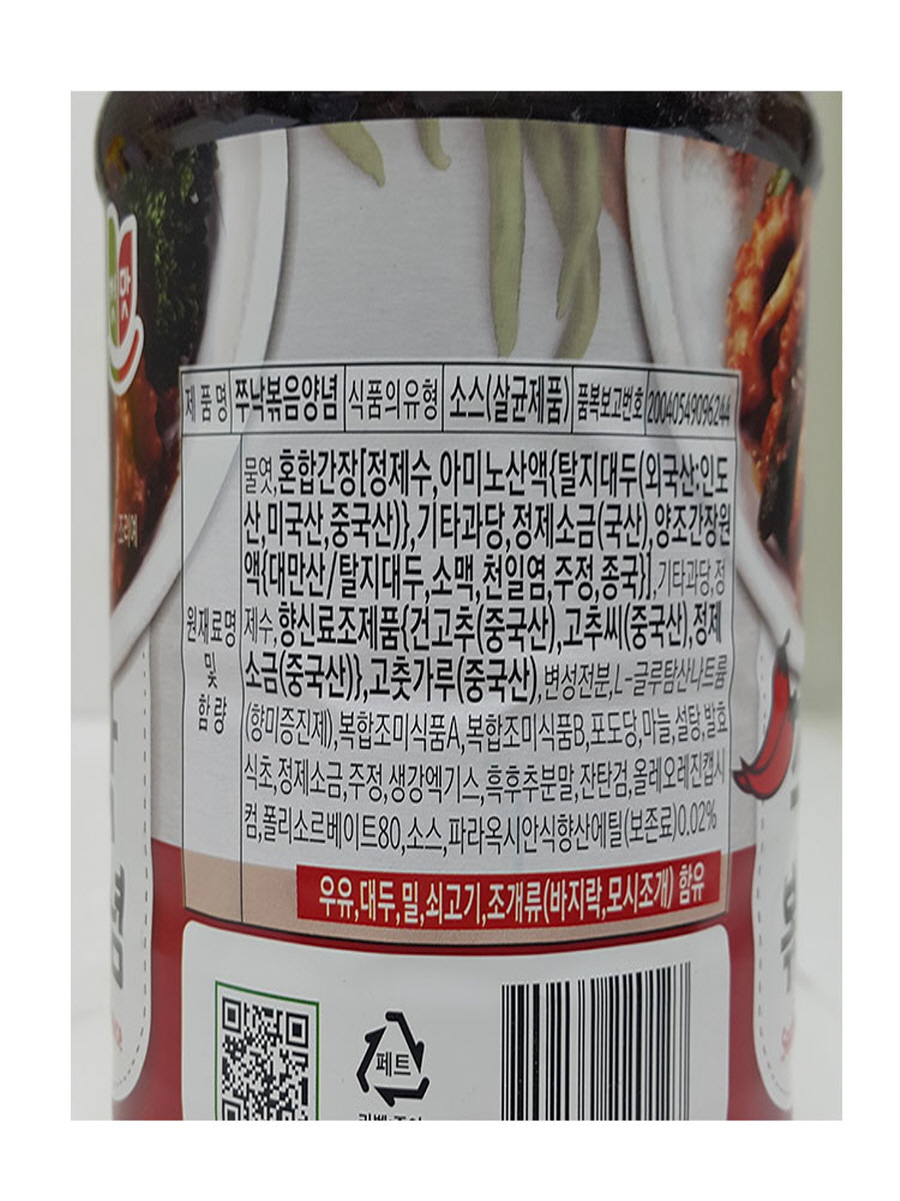 맛
조리예
제품명 쭈낙볶음양념 식품의유형 소스(살균제품) 품목보고번호 20040549096244
원재료명 및 함량
물엿,혼합간장[정제수,아미노산액{탈지대두(외국산:인도
산,미국산,중국산)},기타과당,정제소금(국산),양조간장원
액{대만산/탈지대두,소맥,천일염,주정,종국}],기타과당,정
제수,향신료조제품{건고추(중국산),고추씨(중국산),정제
소금(중국산)},고춧가루(중국산),변성전분,L-글루탐산나트륨
(향미증진제),복합조미식품A,복합조미식품B,포도당,마늘,설탕,발효
식초,정제소금,주정,생강엑기스,흑후추분말,잔탄검,올레오레진캡시
컴,폴리소르베이트80,소스,파라옥시안식향산에틸(보존료)0.02%
우유,대두,밀,쇠고기,조개류(바지락,모시조개) 함유
념
볶
페트